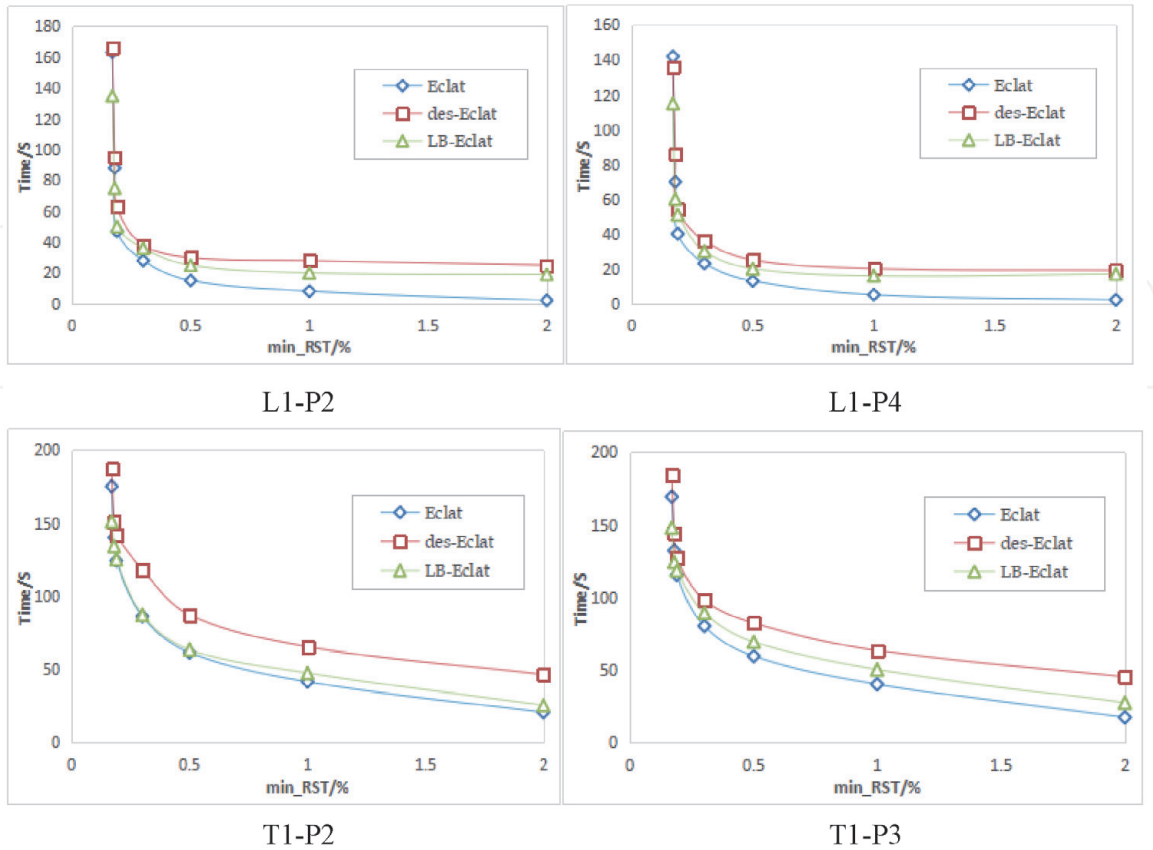 180
160
140
120
100
80
60
40
20
0
Time/S
Eclat
des-Eclat
LB-Eclat
0 0.5 1 1.5 2
min_RST/%
L1-P2
160
140
120
100
80
60
40
20
0
Time/S
Eclat
des-Eclat
LB-Eclat
0 0.5 1 1.5 2
min_RST/%
L1-P4
200
150
100
50
0
Time/S
Eclat
des-Eclat
LB-Eclat
0 0.5 1 1.5 2
min_RST/%
T1-P2
200
150
100
50
0
Time/S
Eclat
des-Eclat
LB-Eclat
0 0.5 1 1.5 2
min_RST/%
T1-P3